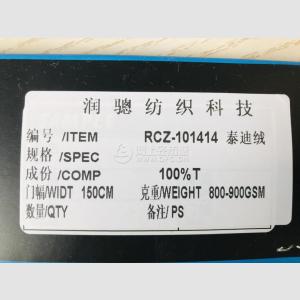 润骢纺织科技
编号/ITEM RCZ-101414 泰迪绒
规格/SPEC
成份/COMP 100%T
门幅/WIDT 150CM 克重/WEIGHT 800-900GSM
数量/QTY 备注/PS